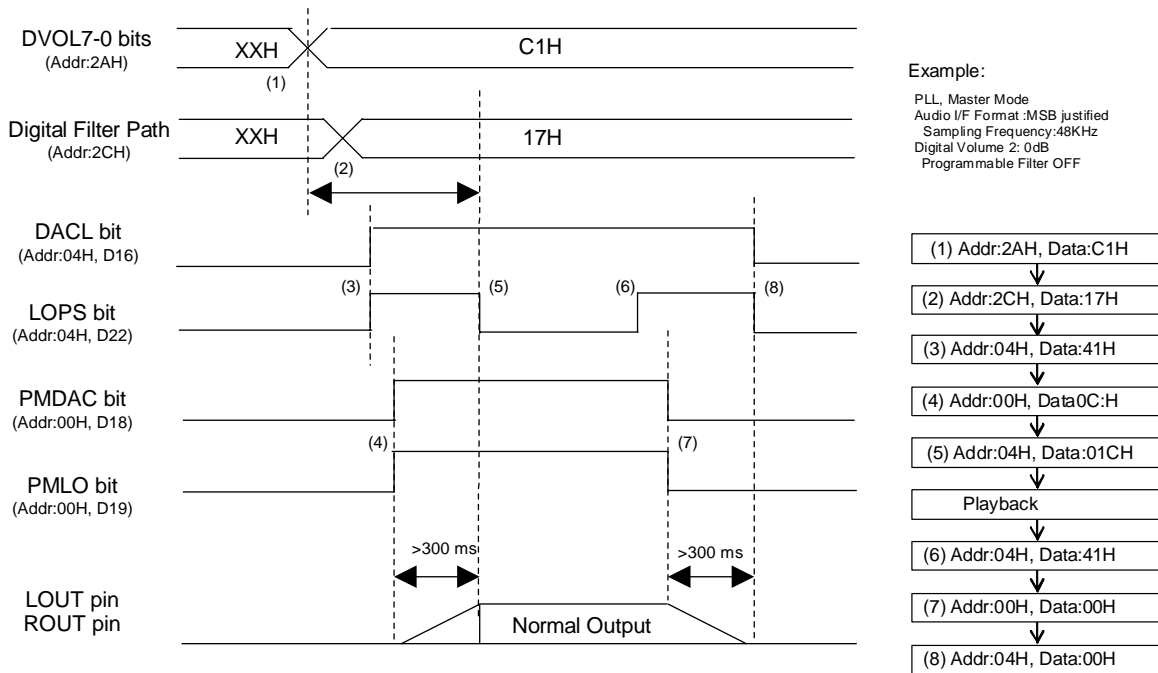 DVOL7-0 bits
(Addr:2AH)
XXH
C1H
(1)
Digital Filter Path
(Addr:2CH)
XXH
17H
(2)
DACL bit
(Addr:04H, D16)
(3)
(5)
(6)
(8)
LOPS bit
(Addr:04H, D22)
PMDAC bit
(Addr:00H, D18)
(4)
(7)
PMLO bit
(Addr:00H, D19)
>300 ms
>300 ms
LOUT pin
ROUT pin
Normal Output
Example:
PLL, Master Mode
Audio I/F Format :MSB justified
Sampling Frequency:48KHz
Digital Volume 2: 0dB
Programmable Filter OFF
(1) Addr:2AH, Data:C1H
(2) Addr:2CH, Data:17H
(3) Addr:04H, Data:41H
(4) Addr:00H, Data0C:H
(5) Addr:04H, Data:01CH
Playback
(6) Addr:04H, Data:41H
(7) Addr:00H, Data:00H
(8) Addr:04H, Data:00H